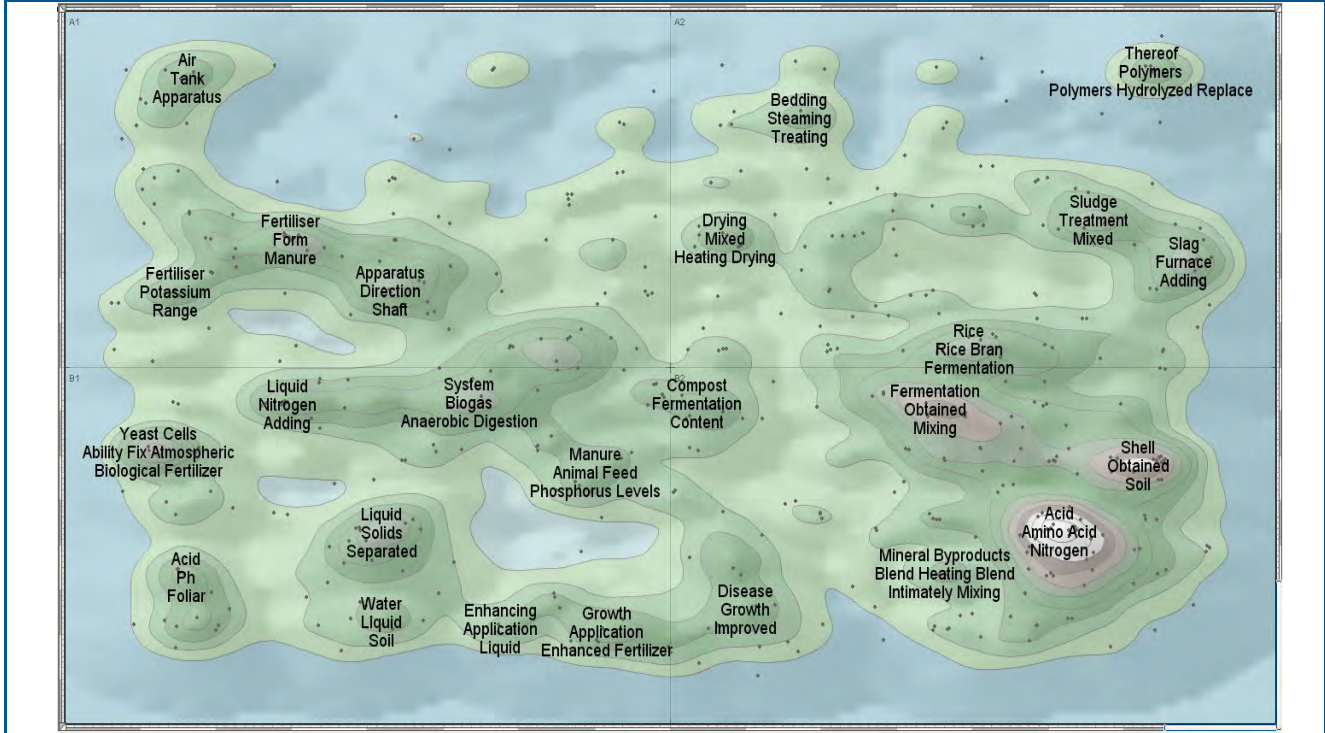 A1
A2
Air
Tank
Apparatus
Thereof
Polymers
Polymers Hydrolyzed Replace
Bedding
Steaming
Treating
Fertiliser
Form
Manure
Drying
Mixed
Heating Drying
Sludge
Treatment
Mixed
Slag
Furnace
Adding
Fertiliser
Potassium
Range
Apparatus
Direction
Shaft
Rice
Rice Bran
Fermentation
B1
Liquid
Nitrogen
Adding
System
Biogas
Anaerobic Digestion
Compost
Fermentation
Content
Fermentation
Obtained
Mixing
Yeast Cells
Ability Fix Atmospheric
Biological Fertilizer
Manure
Animal Feed
Phosphorus Levels
Shell
Obtained
Soil
Liquid
Solids
Separated
Acid
Amino Acid
Nitrogen
Acid
Ph
Foliar
Mineral Byproducts
Blend Heating Blend
Intimately Mixing
Water
Liquid
Soil
Enhancing
Application
Liquid
Growth
Application
Enhanced Fertilizer
Disease
Growth
Improved